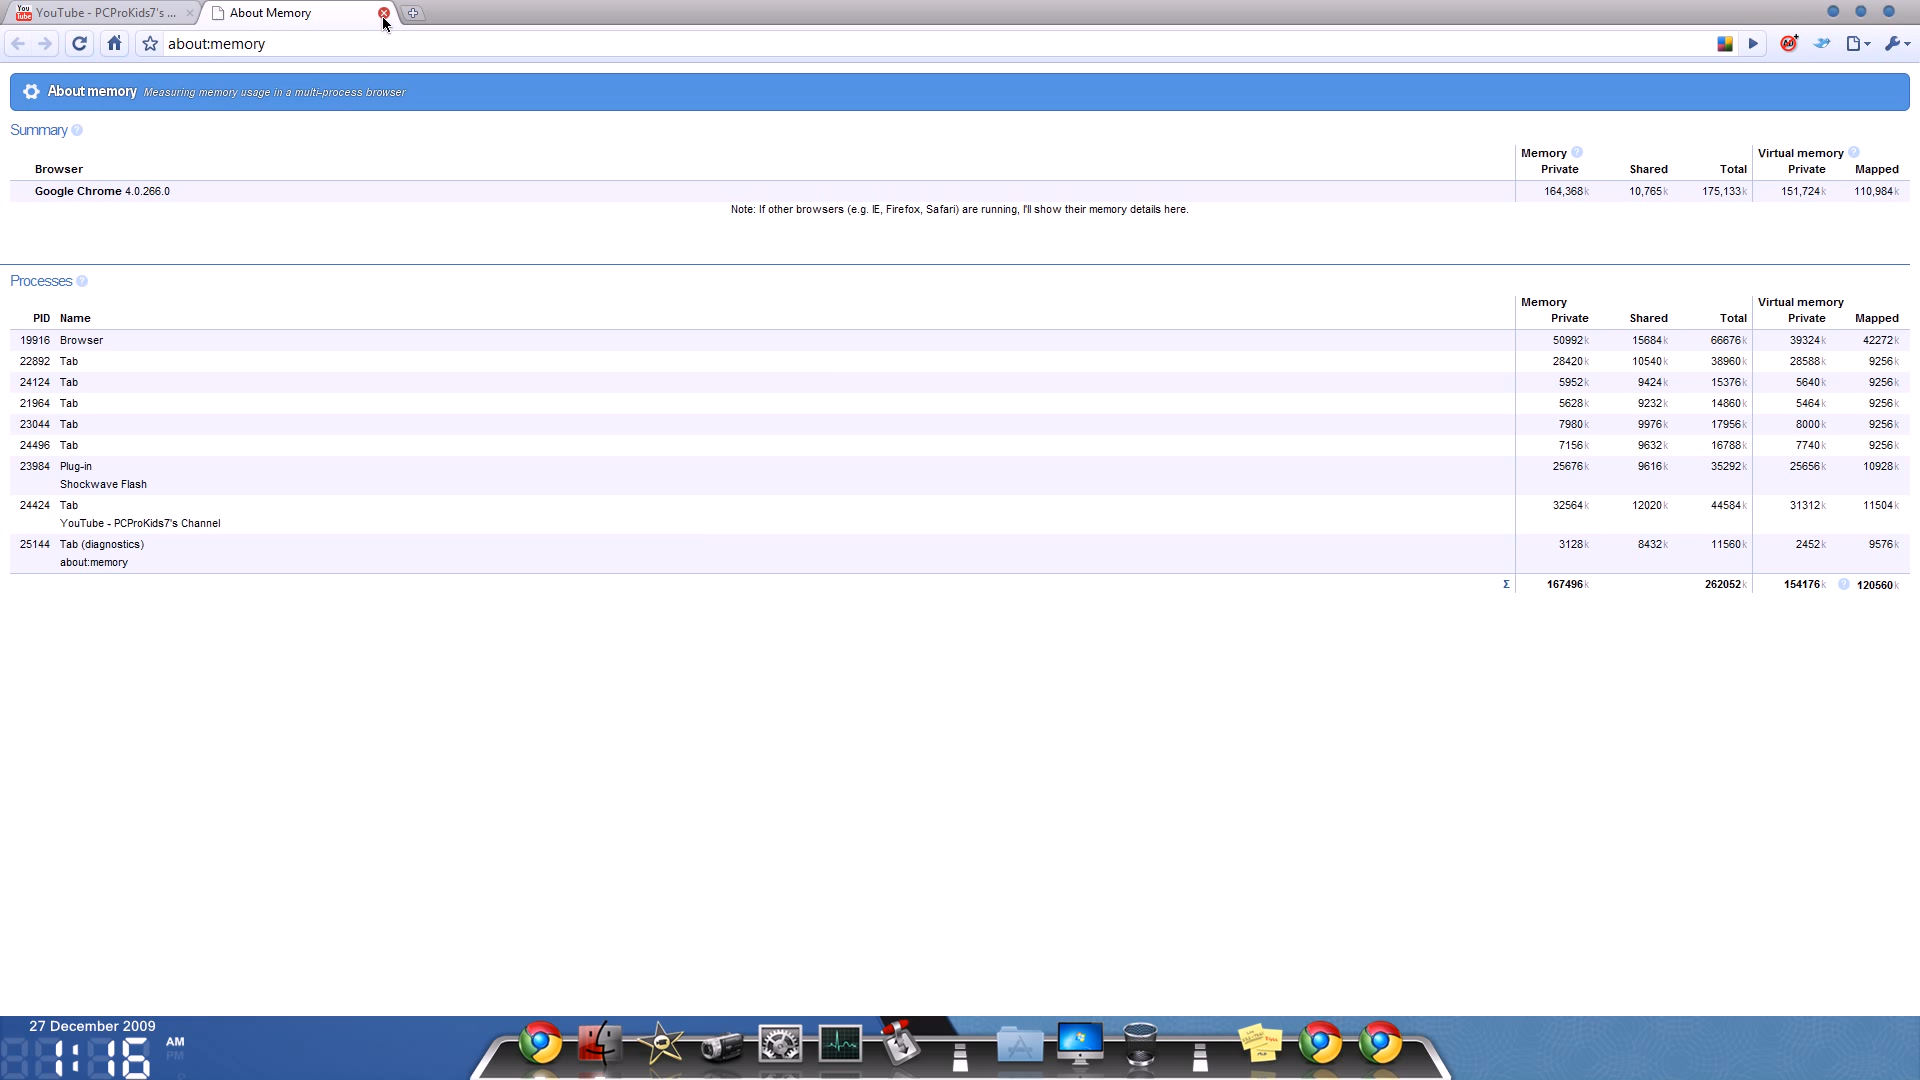 YouTube - PCProKids7's ...
About Memory
about:memory
About memory Measuring memory usage in a multi-process browser
Summary
Memory Virtual memory
Browser Private Shared Total Private Mapped
Google Chrome 4.0.266.0 164,368k 10,765k 175,133k 151,724k 110,984k
Note: If other browsers (e.g. IE, Firefox, Safari) are running, I'll show their memory details here.
Processes
Memory Virtual memory
PID Name Private Shared Total Private Mapped
19916 Browser 50992k 15684k 66676k 39324k 42272k
22892 Tab 28420k 10540k 38960k 28588k 9256k
24124 Tab 5952k 9424k 15376k 5640k 9256k
21964 Tab 5628k 9232k 14860k 5464k 9256k
23044 Tab 7980k 9976k 17956k 8000k 9256k
24496 Tab 7156k 9632k 16788k 7740k 9256k
23984 Plug-in 25676k 9616k 35292k 25656k 10928k
Shockwave Flash
24424 Tab 32564k 12020k 44584k 31312k 11504k
YouTube - PCProKids7's Channel
25144 Tab (diagnostics) 3128k 8432k 11560k 2452k 9576k
about:memory
Σ 167496k 262052k 154176k 120560k
27 December 2009
1:16 AM
PM